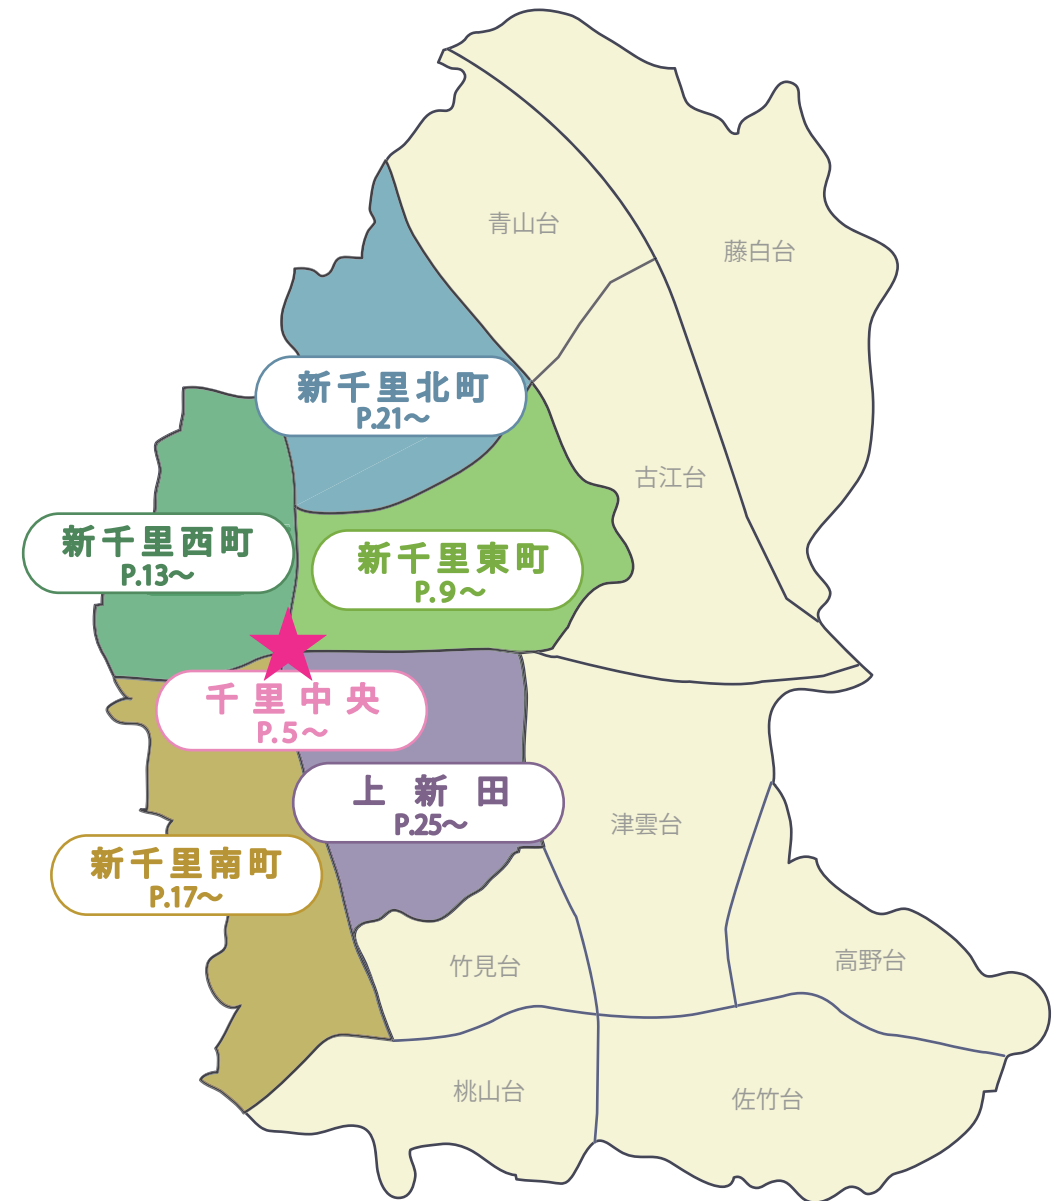 青山台
藤白台
新千里北町
P.21～
古江台
新千里西町
P.13～
新千里東町
P.9～
千里中央
P.5～
上新田
P.25～
津雲台
新千里南町
P.17～
竹見台
高野台
桃山台
佐竹台